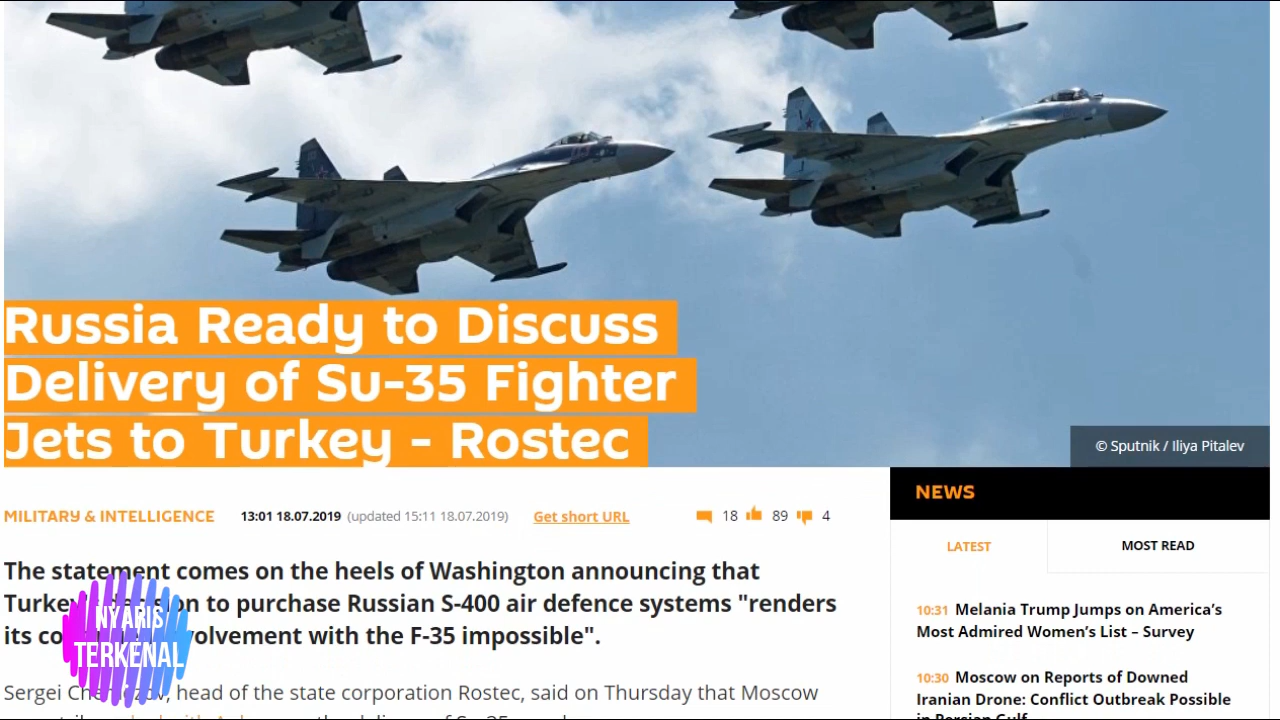 Russia Ready to Discuss
Delivery of Su-35 Fighter
Jets to Turkey - Rostec
© Sputnik / Iliya Pitalev
MILITARY & INTELLIGENCE 13:01 18.07.2019 (updated 15:11 18.07.2019) Get short URL 18 89 4
The statement comes on the heels of Washington announcing that
on to purchase Russian S-400 air defence systems "renders
its with the F-35 impossible".
Sergei head of the state corporation Rostec, said on Thursday that Moscow
NYARIS
TERKENAL
NEWS
LATEST MOST READ
10:31 Melania Trump Jumps on America's
Most Admired Women's List – Survey
10:30 Moscow on Reports of Downed
Iranian Drone: Conflict Outbreak Possible
in Persian Gulf